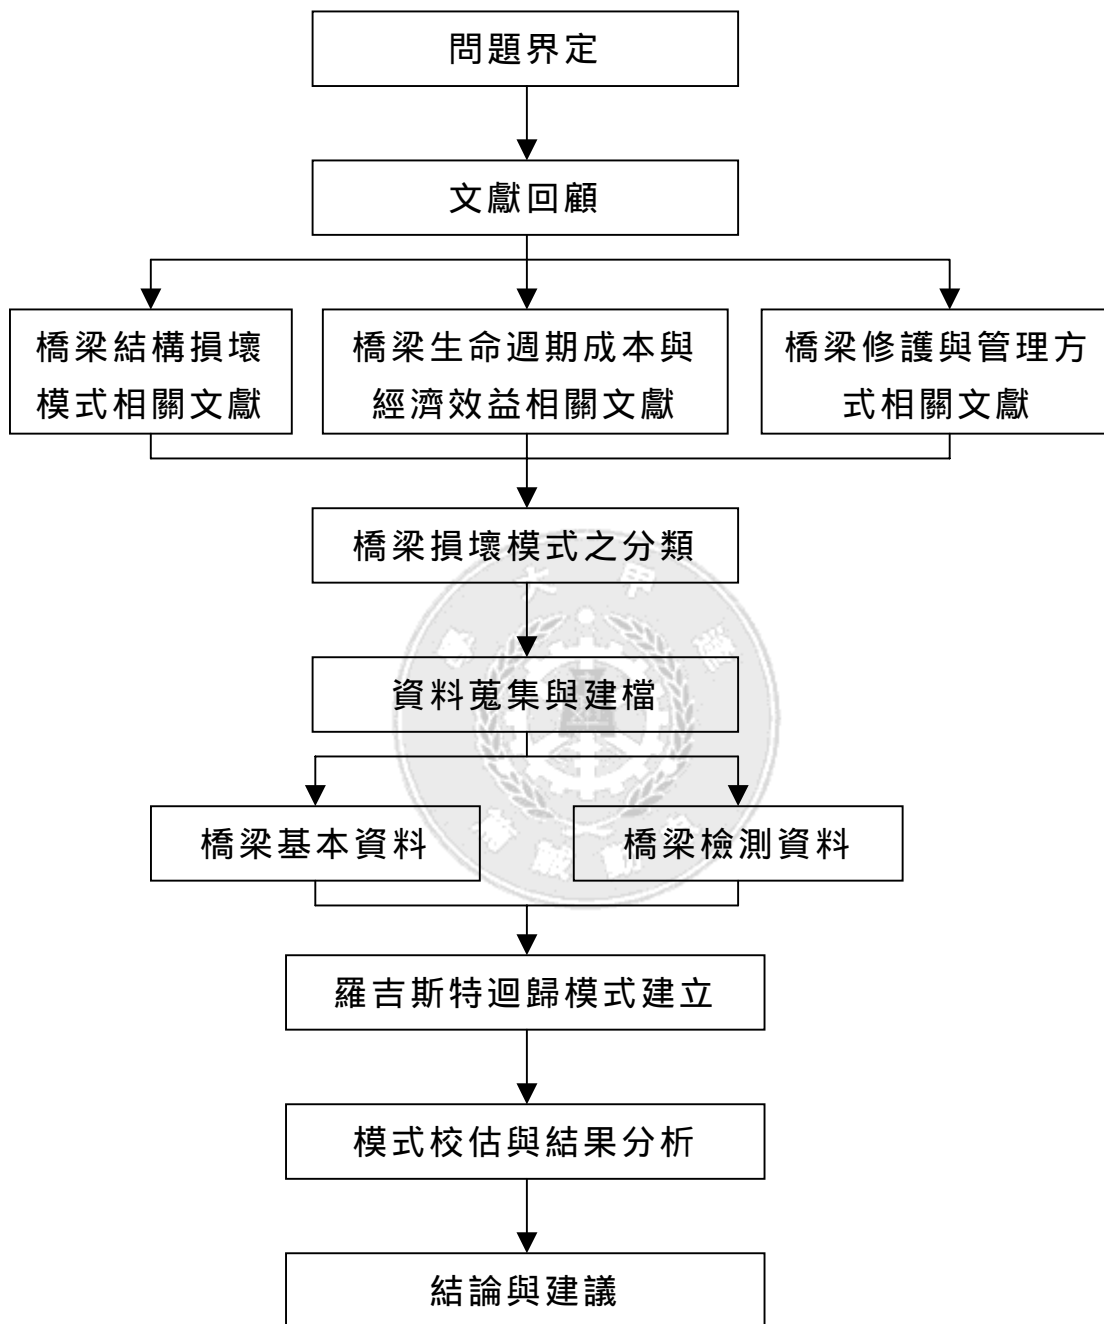 問題界定
文獻回顧
橋梁結構損壞
模式相關文獻
橋梁生命週期成本與
經濟效益相關文獻
橋梁修護與管理方
式相關文獻
橋梁損壞模式之分類
資料蒐集與建檔
橋梁基本資料
橋梁檢測資料
羅吉斯特迴歸模式建立
模式校估與結果分析
結論與建議